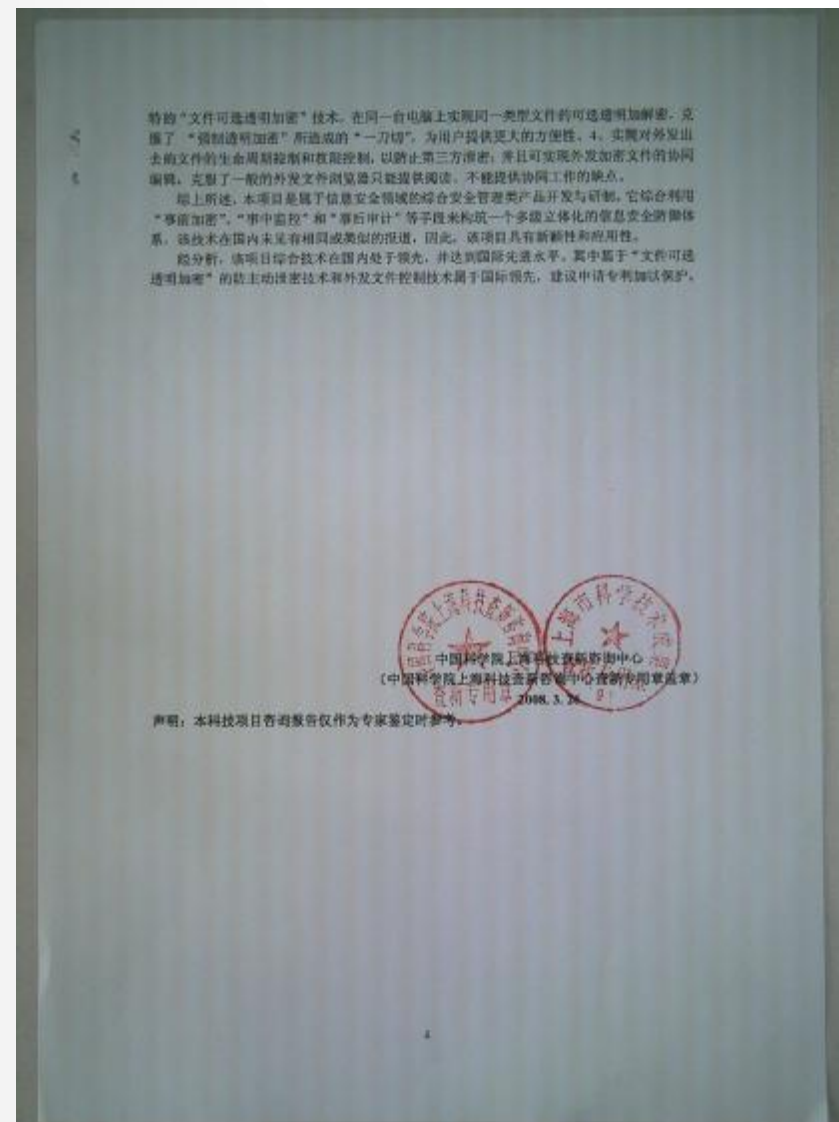 特的“文件可选透明加密”技术。在同一台电脑上实现同一类型文件的可选透明加解密，克
服了 “强制透明加密”所造成的“一刀切”，为用户提供更大的方便性。4、实现对外发出
去的文件的生命周期控制和权限控制，以防止第三方泄密；并且可实现外发加密文件的协同
编辑，克服了一般的外发文件浏览器只能提供阅读、不能提供协同工作的缺点。
综上所述，本项目是属于信息安全领域的综合安全管理类产品开发与研制。它综合利用
“事前加密”、“事中监控”和“事后审计”等手段来构筑一个多级立体化的信息安全防御体
系，该技术在国内未见有相同或类似的报道，因此，该项目具有新颖性和应用性。
经分析，该项目综合技术在国内处于领先，并达到国际先进水平。其中基于“文件可选
透明加密”的防主动泄密技术和外发文件控制技术属于国际领先，建议申请专利加以保护。
中国科学院上海科技查新咨询中心
（中国科学院上海科技查新咨询中心查新专用章盖章）
2008. 3. 26
查新专用章
上海市科学技术
声明：本科技项目咨询报告仅作为专家鉴定时参考。
4